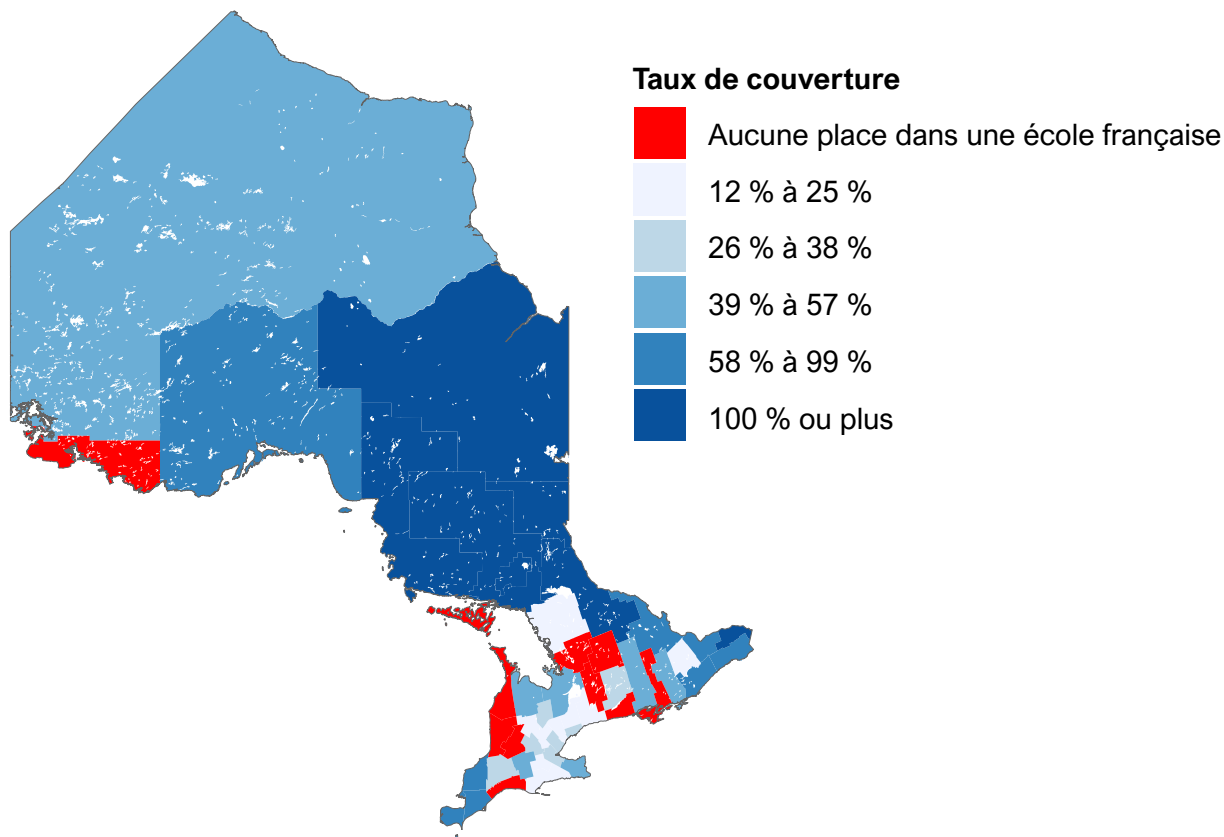 Taux de couverture
Aucune place dans une école française
12 % à 25 %
26 % à 38 %
39 % à 57 %
58 % à 99 %
100 % ou plus